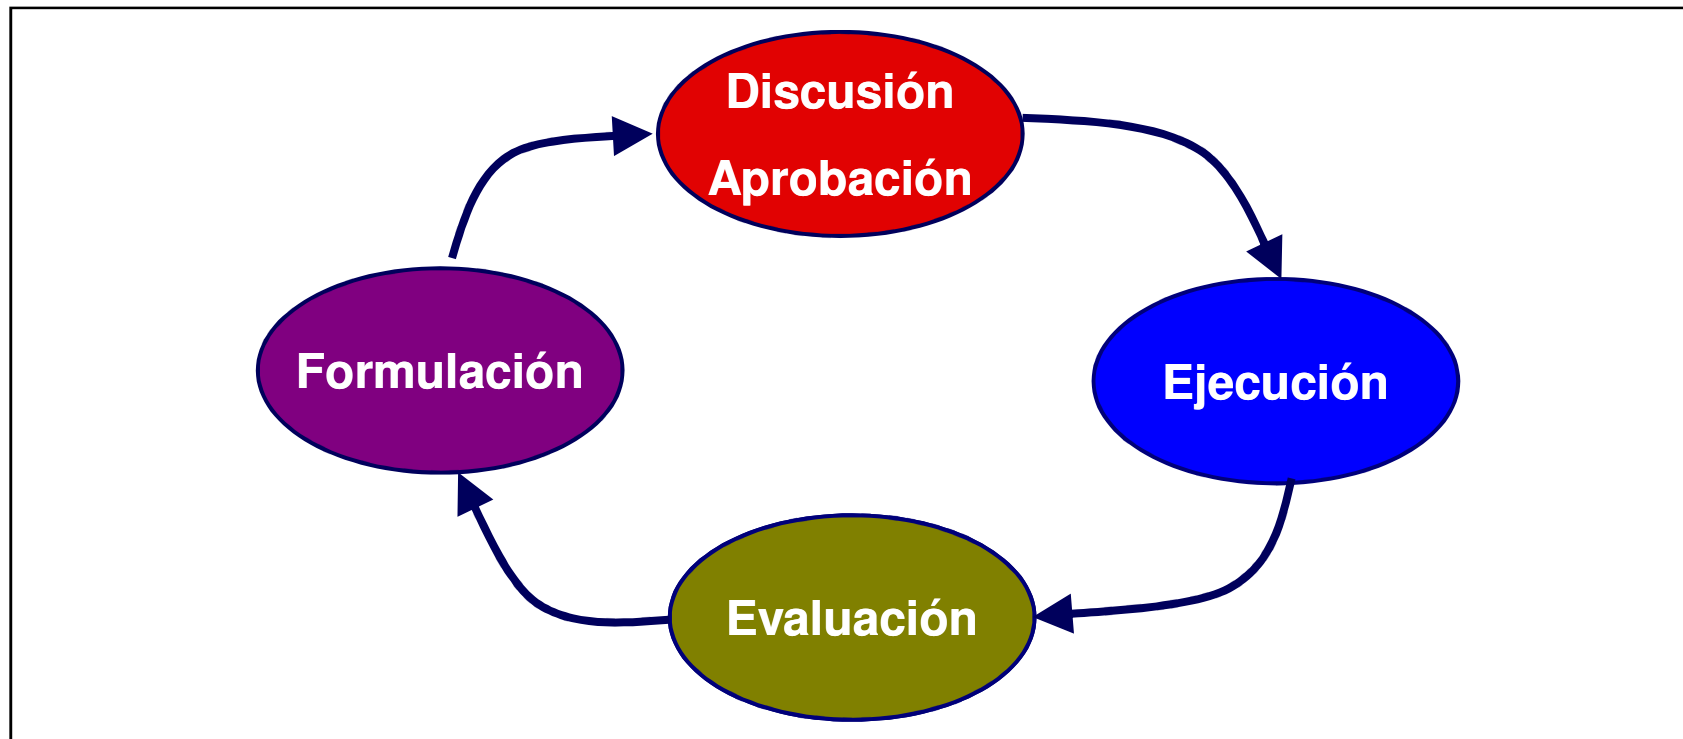 Discusión
Aprobación
Formulación
Ejecución
Evaluación